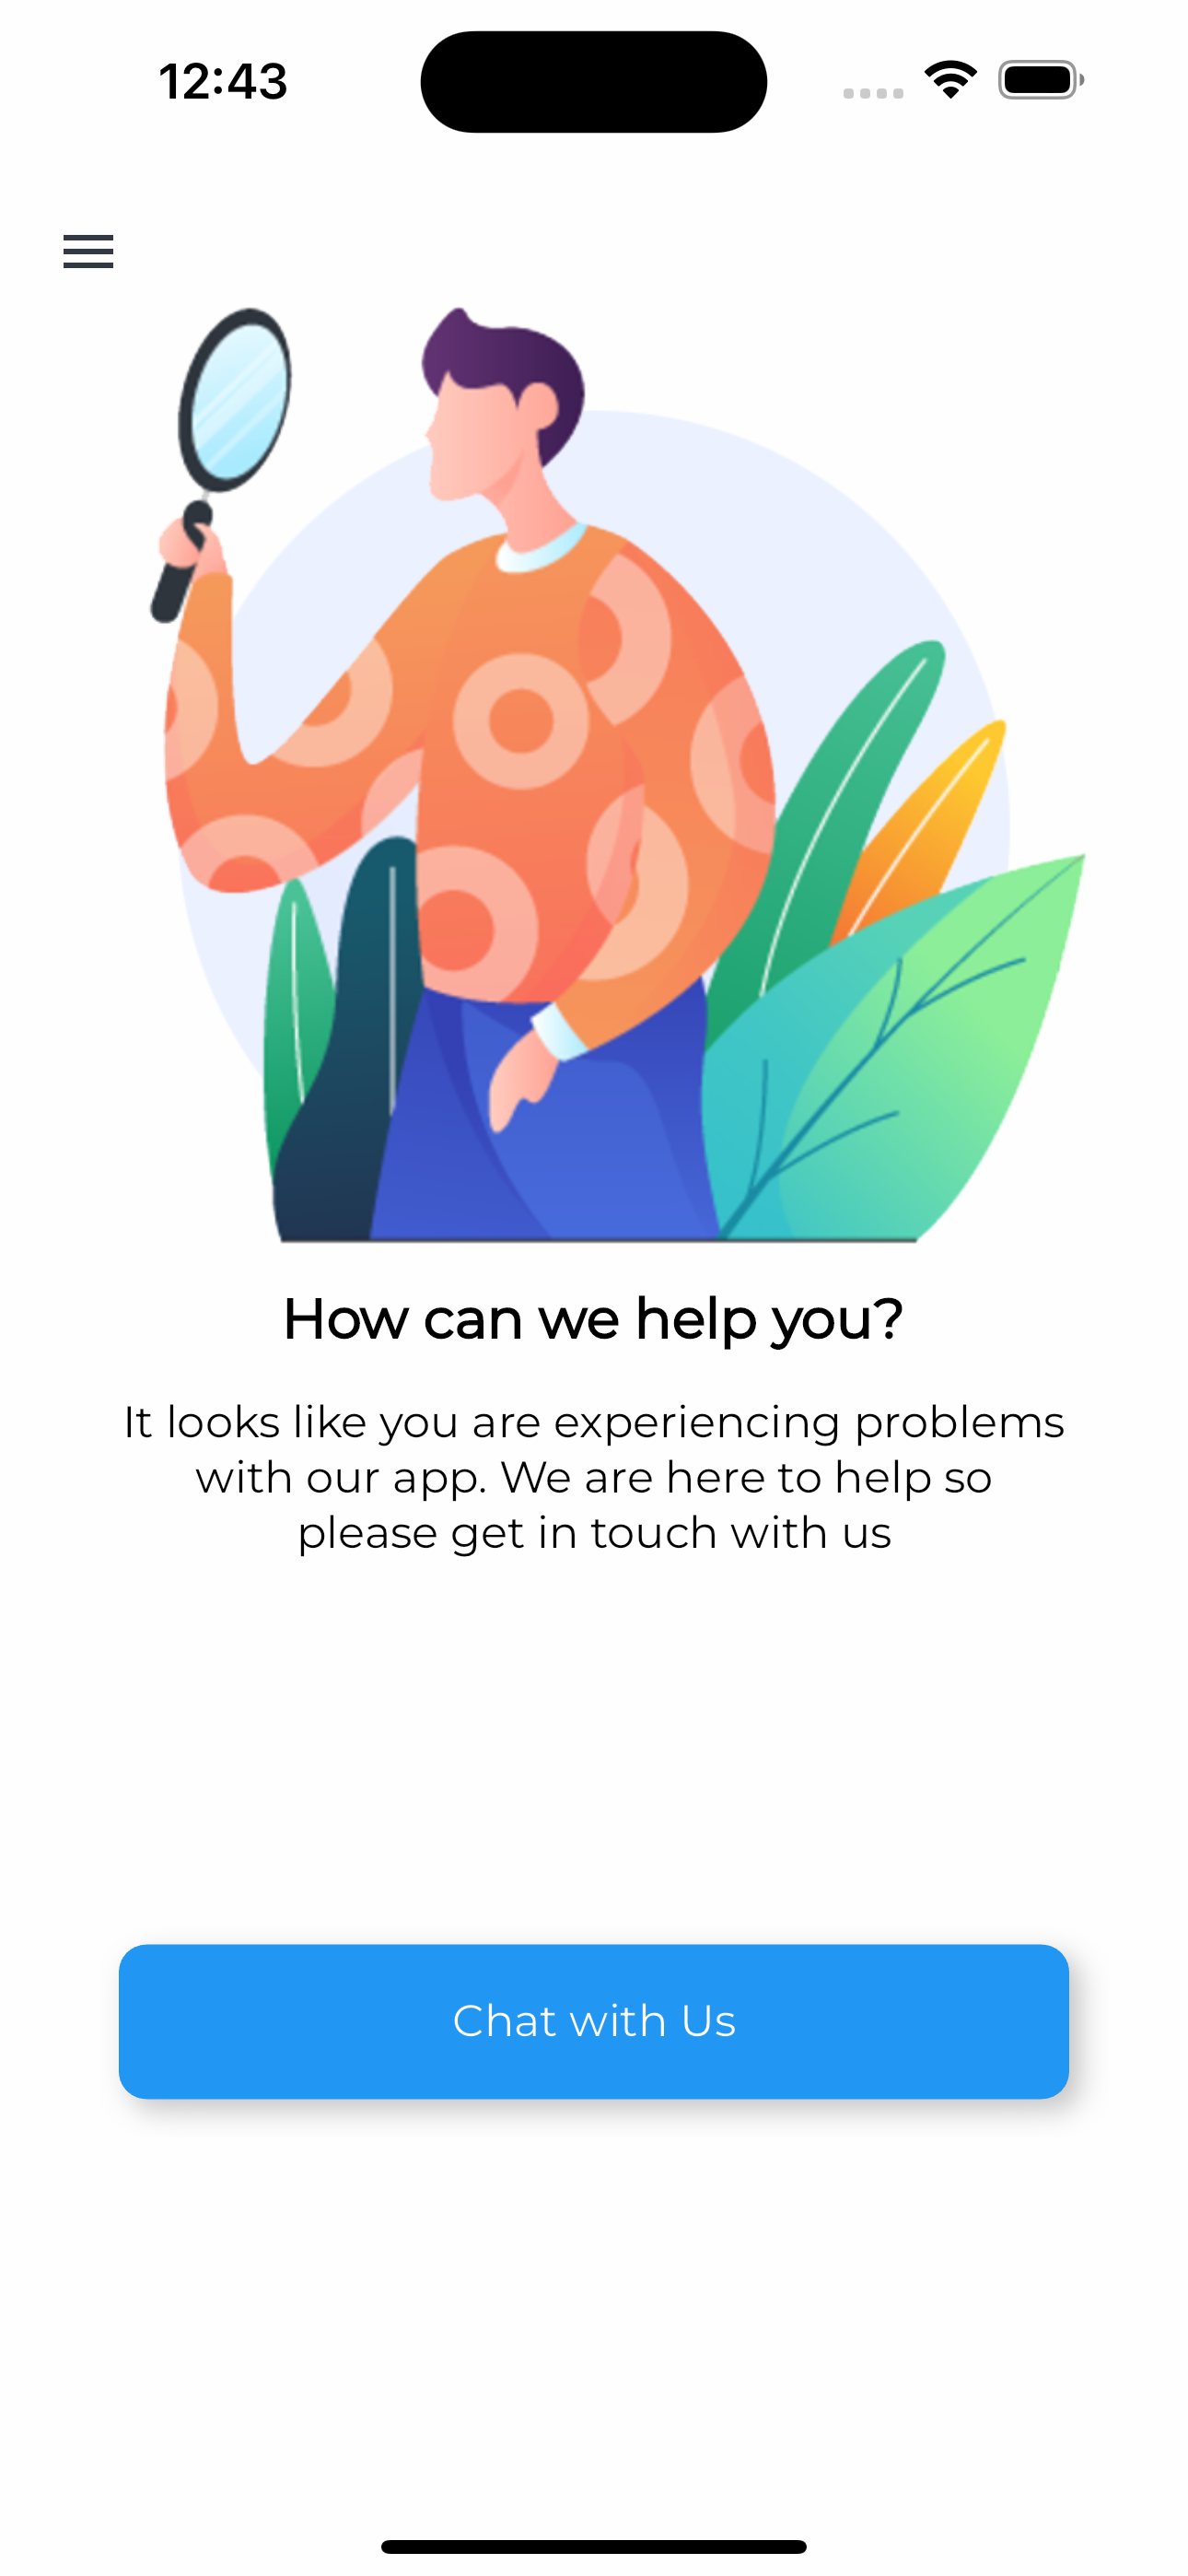 12:43
How can we help you?
It looks like you are experiencing problems
with our app. We are here to help so
please get in touch with us
Chat with Us